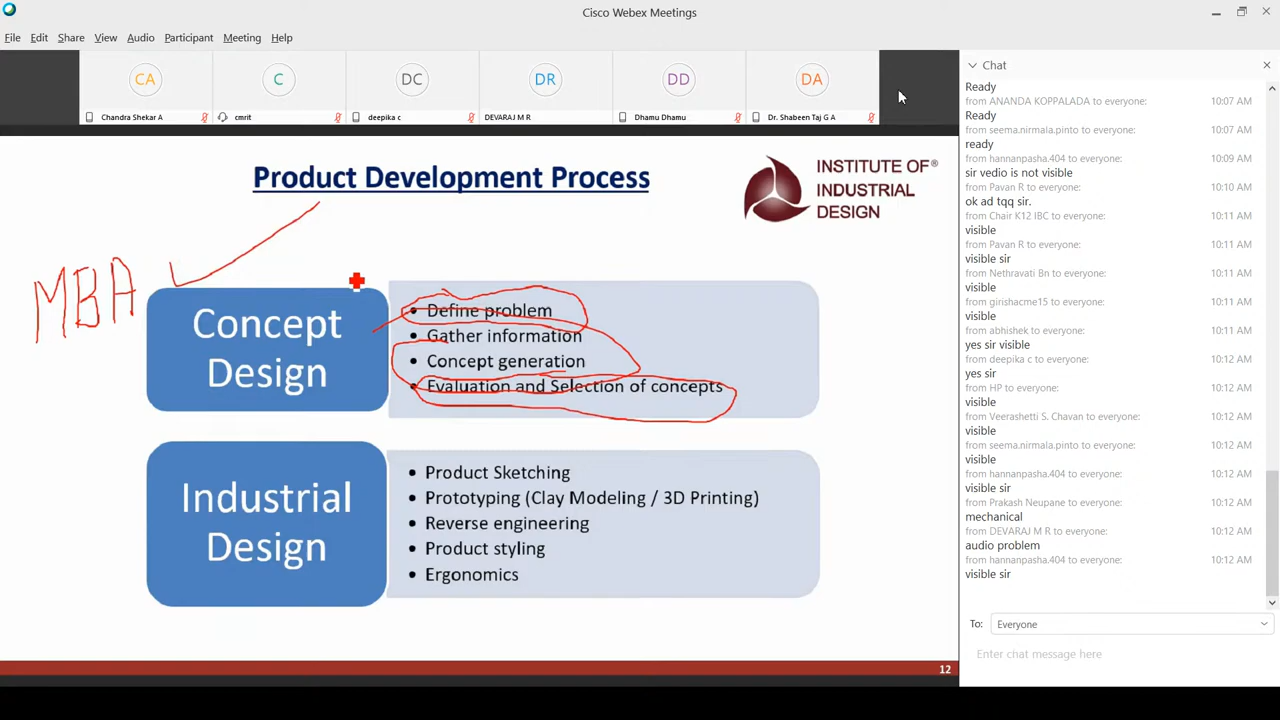 Cisco Webex Meetings
File Edit Share View Audio Participant Meeting Help
CA C DC DR DD DA
Chandra Shekar A cmrit deepika c DEVARAJ M R Dhamu Dhamu Dr. Shabeen Taj G A
Product Development Process
INSTITUTE OF®
INDUSTRIAL
DESIGN
MBA
Concept
Design
• Define problem
• Gather information
• Concept generation
• Evaluation and Selection of concepts
Industrial
Design
• Product Sketching
• Prototyping (Clay Modeling / 3D Printing)
• Reverse engineering
• Product styling
• Ergonomics
12
Chat
Ready
from ANANDA KOPPALADA to everyone: 10:07 AM
Ready
from seema.nirmala.pinto to everyone: 10:07 AM
ready
from hannanpasha.404 to everyone: 10:09 AM
sir vedio is not visible
from Pavan R to everyone: 10:10 AM
ok ad tqq sir.
from Chair K12 IBC to everyone: 10:11 AM
visible
from Pavan R to everyone: 10:11 AM
visible sir
from Nethravati Bn to everyone: 10:11 AM
visible
from girishacme15 to everyone: 10:11 AM
visible
from abhishek to everyone: 10:11 AM
yes sir visible
from deepika c to everyone: 10:12 AM
yes sir
from HP to everyone: 10:12 AM
visible
from Veerashetti S. Chavan to everyone: 10:12 AM
visible
from seema.nirmala.pinto to everyone: 10:12 AM
visible
from hannanpasha.404 to everyone: 10:12 AM
visible sir
from Prakash Neupane to everyone: 10:12 AM
mechanical
from DEVARAJ M R to everyone: 10:12 AM
audio problem
from hannanpasha.404 to everyone: 10:12 AM
visible sir
To: Everyone
Enter chat message here